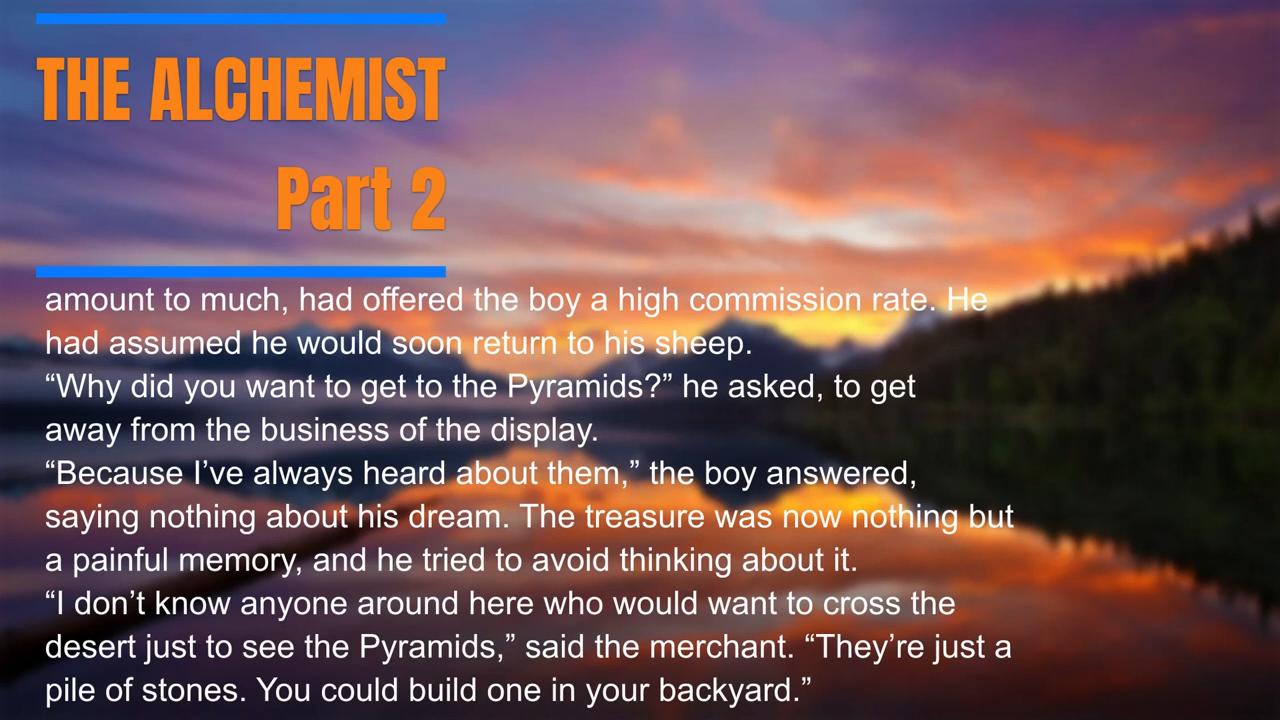 THE ALCHEMIST
Part 2
amount to much, had offered the boy a high commission rate. He
had assumed he would soon return to his sheep.
“Why did you want to get to the Pyramids?” he asked, to get
away from the business of the display.
“Because I’ve always heard about them,” the boy answered,
saying nothing about his dream. The treasure was now nothing but
a painful memory, and he tried to avoid thinking about it.
“I don’t know anyone around here who would want to cross the
desert just to see the Pyramids,” said the merchant. “They’re just a
pile of stones. You could build one in your backyard.”